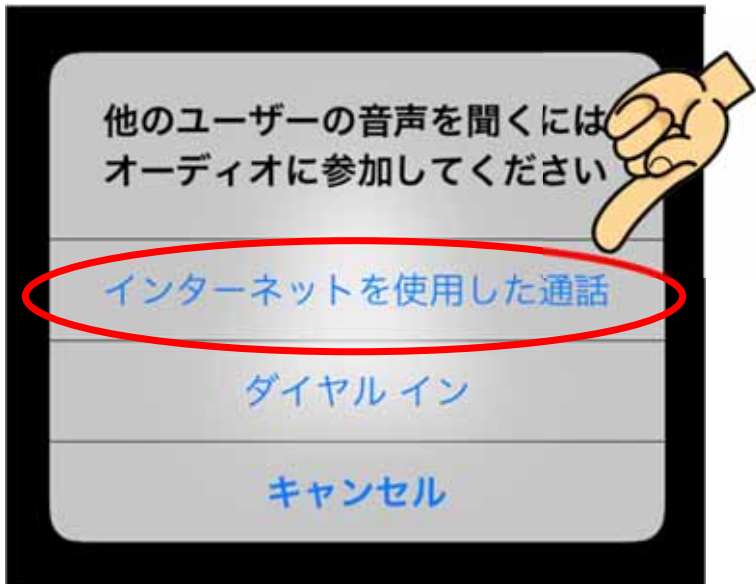 他のユーザーの音声を聞くには
オーディオに参加してください
インターネットを使用した通話
ダイヤル イン
キャンセル